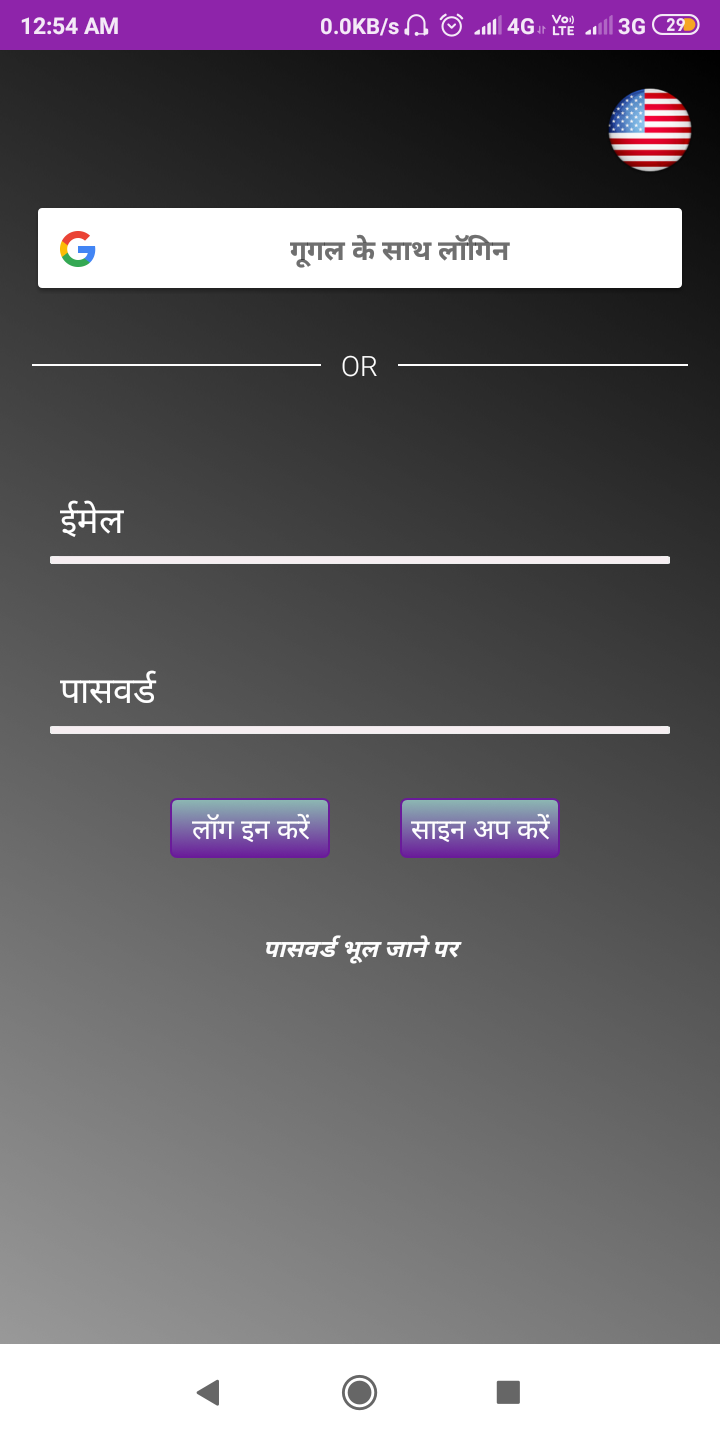 12:54 AM 0.0KB/s 4G Vo) LTE 3G 29
गूगल के साथ लॉगिन
OR
ईमेल
पासवर्ड
लॉग इन करें साइन अप करें
पासवर्ड भूल जाने पर